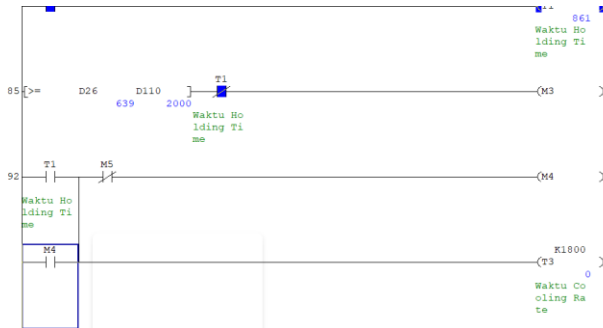 861
Waktu Ho
lding Ti
me
T1
85 [>= D26 D110 ] (M3 )
639 2000
Waktu Ho
lding Ti
me
T1 M5
92 (M4 )
Waktu Ho
lding Ti
me
M4 K1800
(T3 )
0
Waktu Co
oling Ra
te